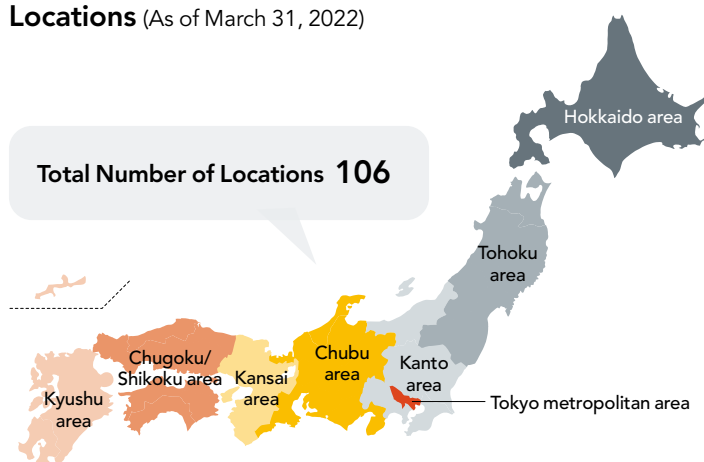 Locations (As of March 31, 2022)
Hokkaido area
Total Number of Locations 106
Tohoku
area
Chubu
area
Chugoku/
Shikoku area
Kansai
area
Kanto
area
Kyushu
area
Tokyo metropolitan area